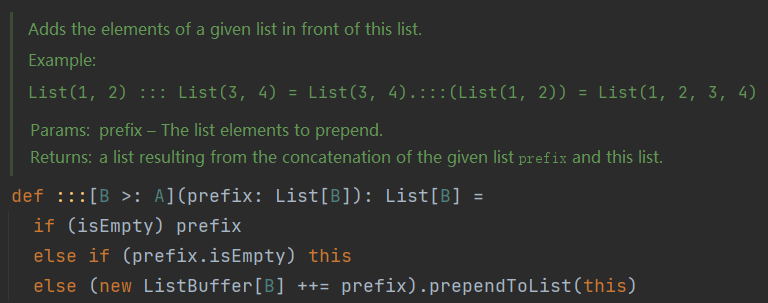 Adds the elements of a given list in front of this list.
Example:
List(1, 2) ::: List(3, 4) = List(3, 4).:::(List(1, 2)) = List(1, 2, 3, 4)
Params: prefix – The list elements to prepend.
Returns: a list resulting from the concatenation of the given list prefix and this list.
def :::[B >: A](prefix: List[B]): List[B] =
if (isEmpty) prefix
else if (prefix.isEmpty) this
else (new ListBuffer[B] ++= prefix).prependToList(this)